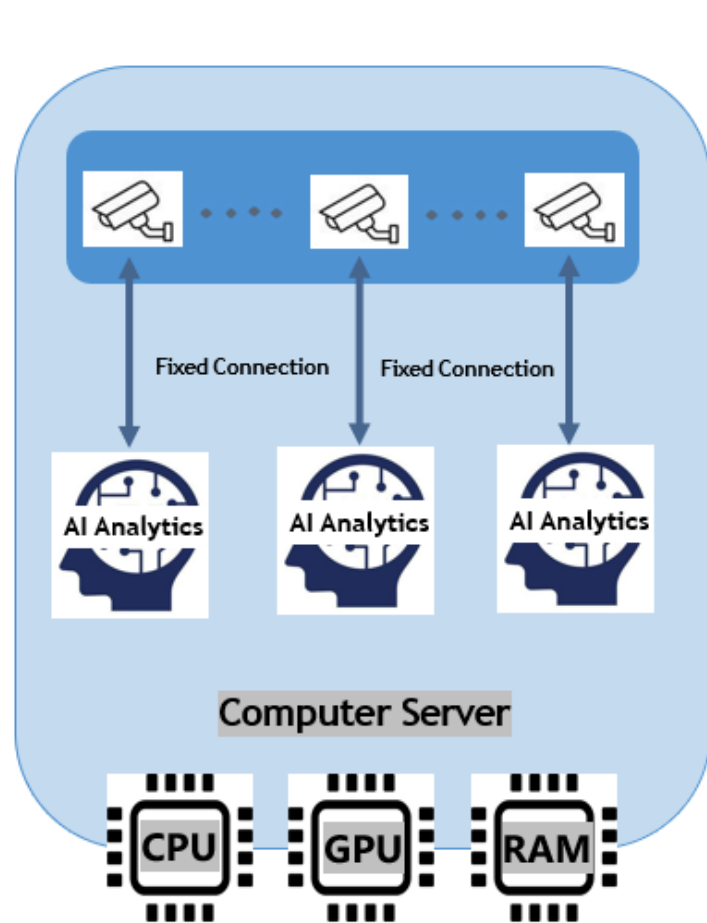 Fixed Connection
Fixed Connection
AI Analytics
AI Analytics
AI Analytics
Computer Server
CPU
GPU
RAM